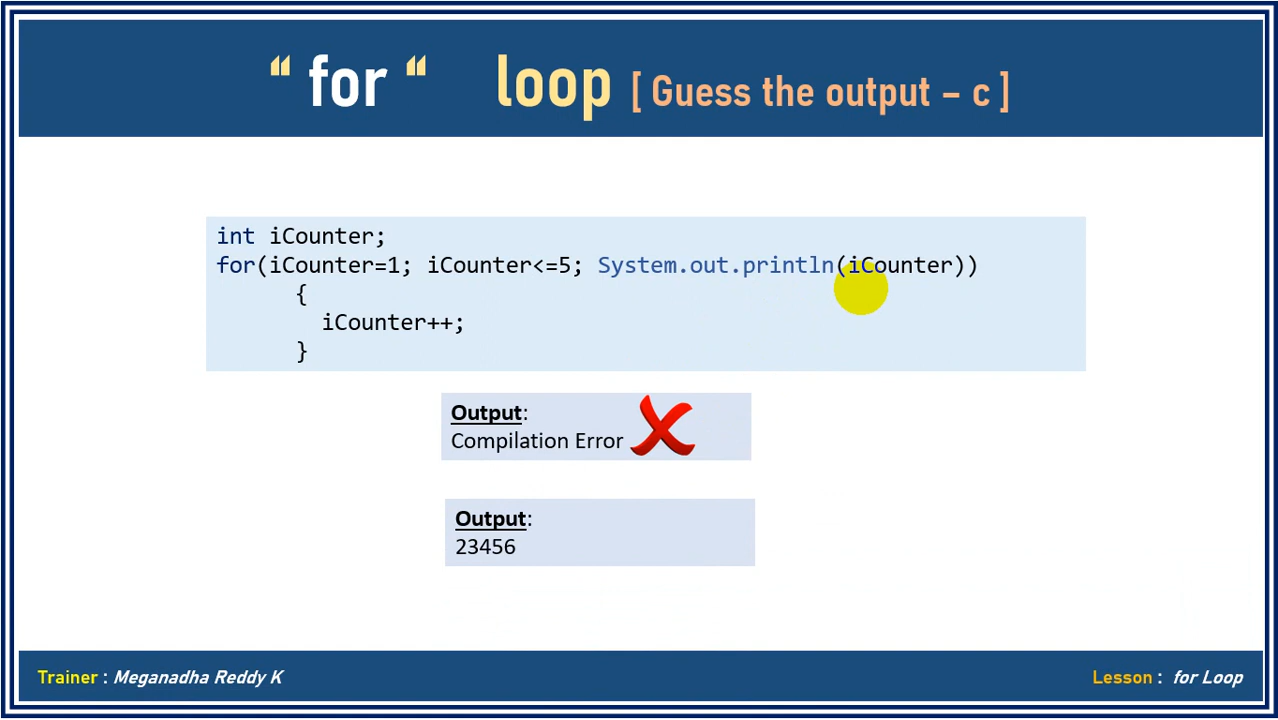 “ for “ loop [ Guess the output – c ]
int iCounter;
for(iCounter=1; iCounter<=5; System.out.println(iCounter))
{
iCounter++;
}
Output:
Compilation Error
Output:
23456
Trainer : Meganadha Reddy K
Lesson : for Loop